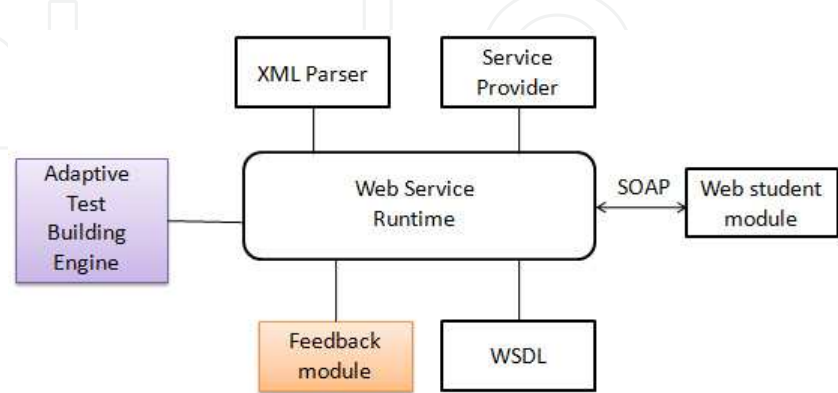 XML Parser
Service
Provider
Adaptive
Test
Building
Engine
Web Service
Runtime
SOAP
Web student
module
Feedback
module
WSDL